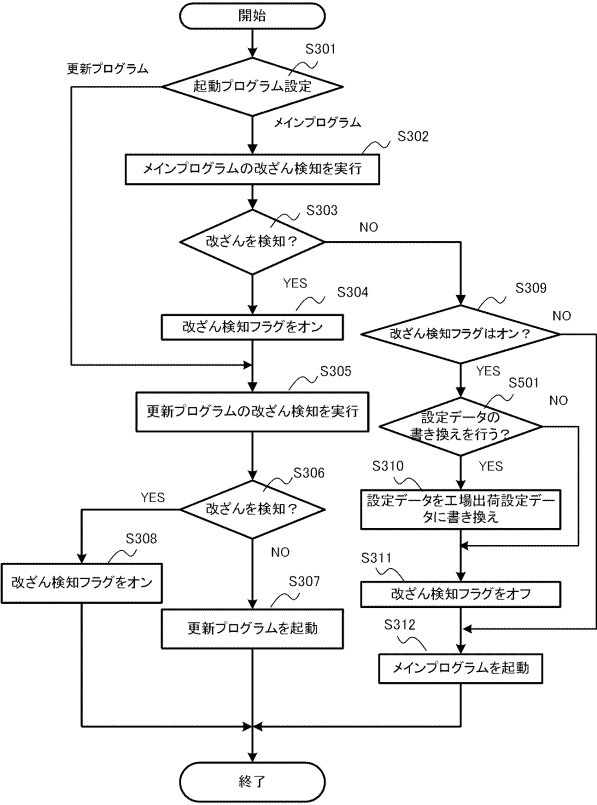 開始
S301
更新プログラム
起動プログラム設定
メインプログラム
S302
メインプログラムの改ざん検知を実行
S303
改ざんを検知？
NO
YES
S304
改ざん検知フラグをオン
S309
改ざん検知フラグはオン？
NO
YES
S305
更新プログラムの改ざん検知を実行
S501
設定データの
書き換えを行う？
NO
YES
S306
改ざんを検知？
YES
NO
S310
設定データを工場出荷設定デー
タに書き換え
S308
改ざん検知フラグをオン
S307
更新プログラムを起動
S311
改ざん検知フラグをオフ
S312
メインプログラムを起動
終了